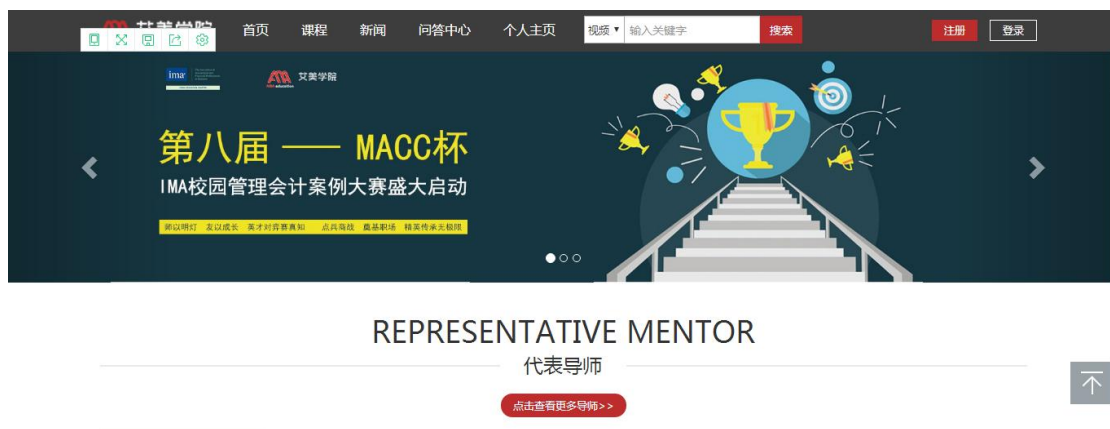 首页 课程 新闻 问答中心 个人主页 视频 输入关键字 搜索 注册 登录
ima 艾美学院
第八届 —— MACC杯
IMA校园管理会计案例大赛盛大启动
师以明灯 友以成长 英才对弈赛真知 点兵商战 奠基职场 精英传承无极限
REPRESENTATIVE MENTOR
代表导师
点击查看更多导师>>